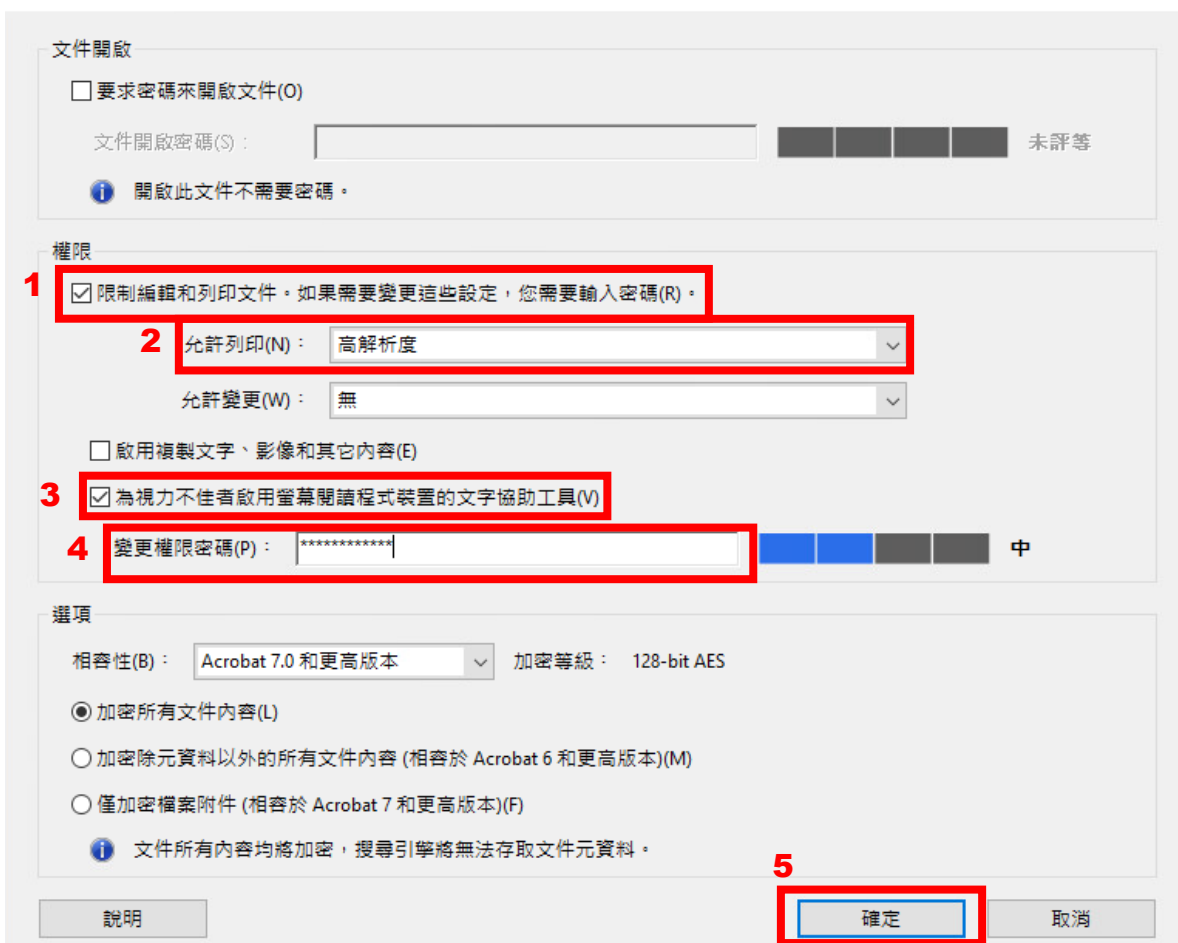 文件開啟
要求密碼來開啟文件(O)
文件開啟密碼(S)： 未評等
開啟此文件不需要密碼。
權限
1 限制編輯和列印文件。如果需要變更這些設定，您需要輸入密碼(R)。
2 允許列印(N)： 高解析度
允許變更(W)： 無
啟用複製文字、影像和其它內容(E)
3 為視力不佳者啟用螢幕閱讀程式裝置的文字協助工具(V)
4 變更權限密碼(P)： ************ 中
選項
相容性(B)： Acrobat 7.0 和更高版本 加密等級： 128-bit AES
加密所有文件內容(L)
加密除元資料以外的所有文件內容 (相容於 Acrobat 6 和更高版本)(M)
僅加密檔案附件 (相容於 Acrobat 7 和更高版本)(F)
文件所有內容均將加密，搜尋引擎將無法存取文件元資料。
5
說明 確定 取消